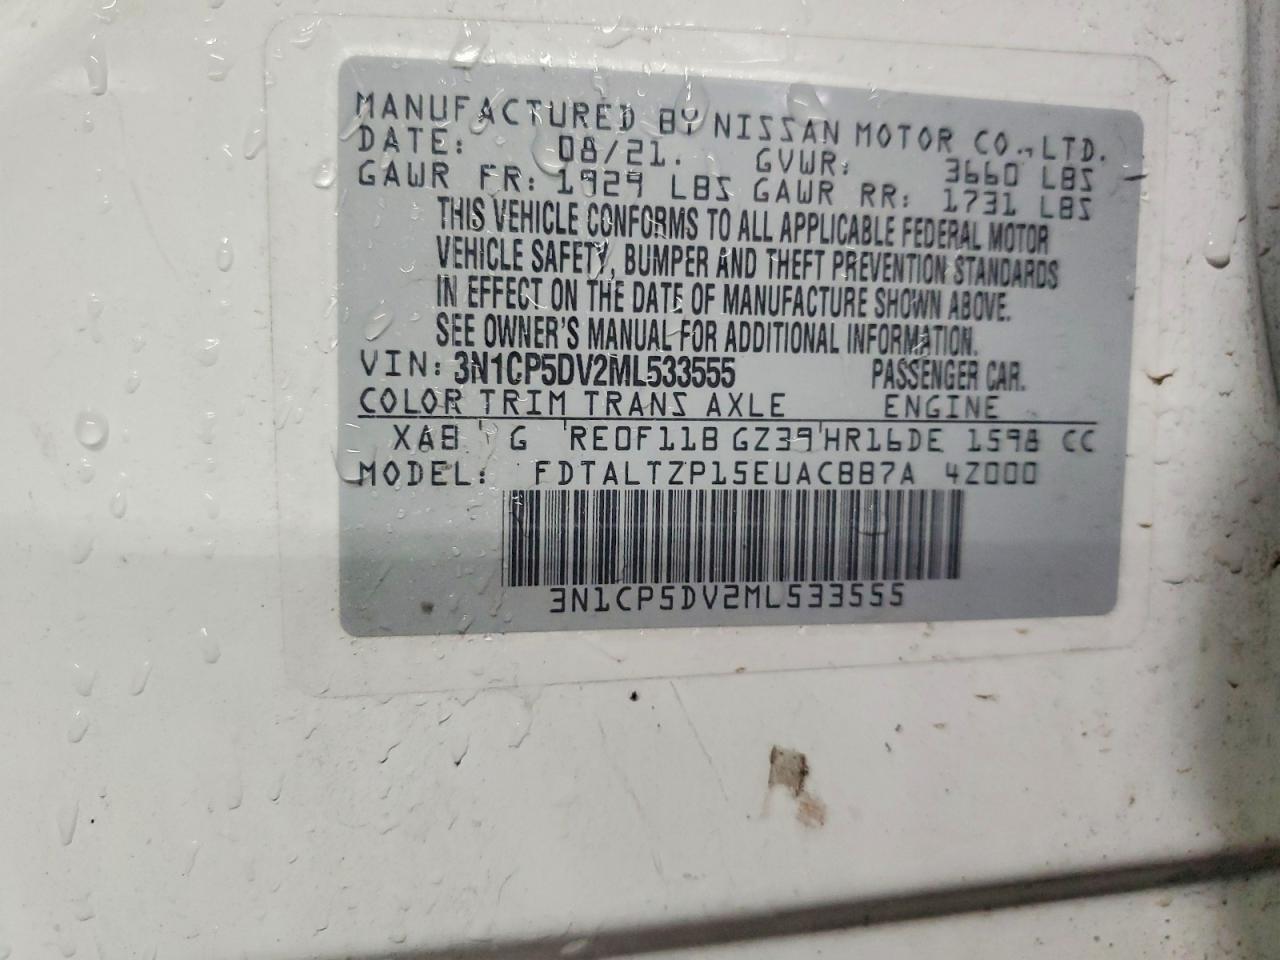 MANUFACTURED BY NISSAN MOTOR CO.,LTD.
DATE: 08/21. GVWR: 3660 LBS
GAWR FR: 1929 LBS GAWR RR: 1731 LBS
THIS VEHICLE CONFORMS TO ALL APPLICABLE FEDERAL MOTOR
VEHICLE SAFETY, BUMPER AND THEFT PREVENTION STANDARDS
IN EFFECT ON THE DATE OF MANUFACTURE SHOWN ABOVE.
SEE OWNER'S MANUAL FOR ADDITIONAL INFORMATION.
VIN: 3N1CP5DV2ML533555 PASSENGER CAR.
COLOR TRIM TRANS AXLE ENGINE
XAB G RE0F11B GZ39 HR16DE 1598 CC
MODEL: FDTALTZP15EUACBB7A 4Z000
3N1CP5DV2ML533555